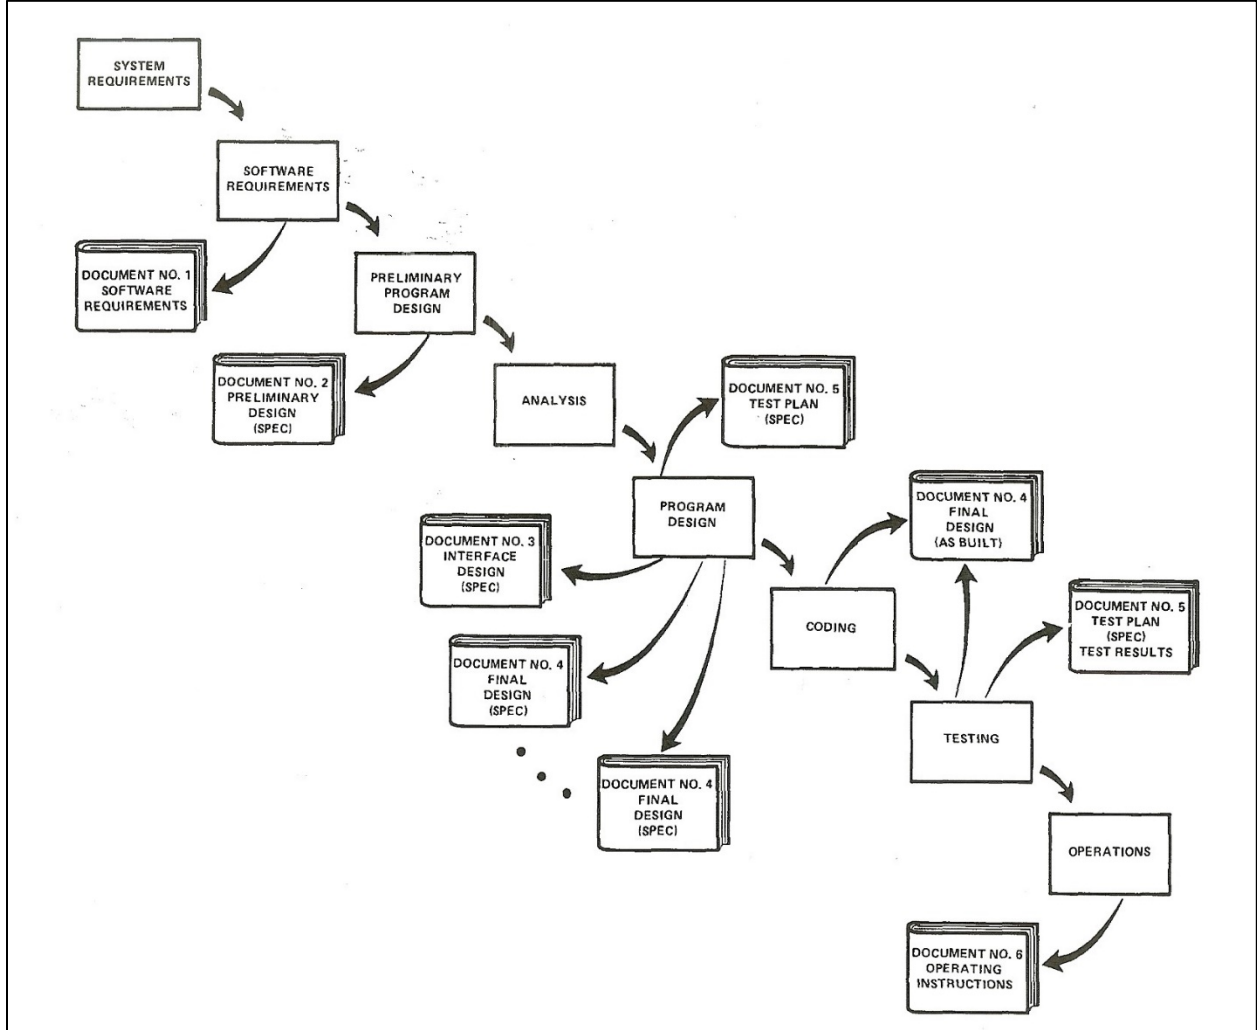 SYSTEM
REQUIREMENTS
SOFTWARE
REQUIREMENTS
DOCUMENT NO. 1
SOFTWARE
REQUIREMENTS
PRELIMINARY
PROGRAM
DESIGN
DOCUMENT NO. 2
PRELIMINARY
DESIGN
(SPEC)
ANALYSIS
DOCUMENT NO. 5
TEST PLAN
(SPEC)
PROGRAM
DESIGN
DOCUMENT NO. 3
INTERFACE
DESIGN
(SPEC)
DOCUMENT NO. 4
FINAL
DESIGN
(SPEC)
DOCUMENT NO. 4
FINAL
DESIGN
(SPEC)
CODING
DOCUMENT NO. 4
FINAL
DESIGN
(AS BUILT)
TESTING
DOCUMENT NO. 5
TEST PLAN
(SPEC)
TEST RESULTS
OPERATIONS
DOCUMENT NO. 6
OPERATING
INSTRUCTIONS